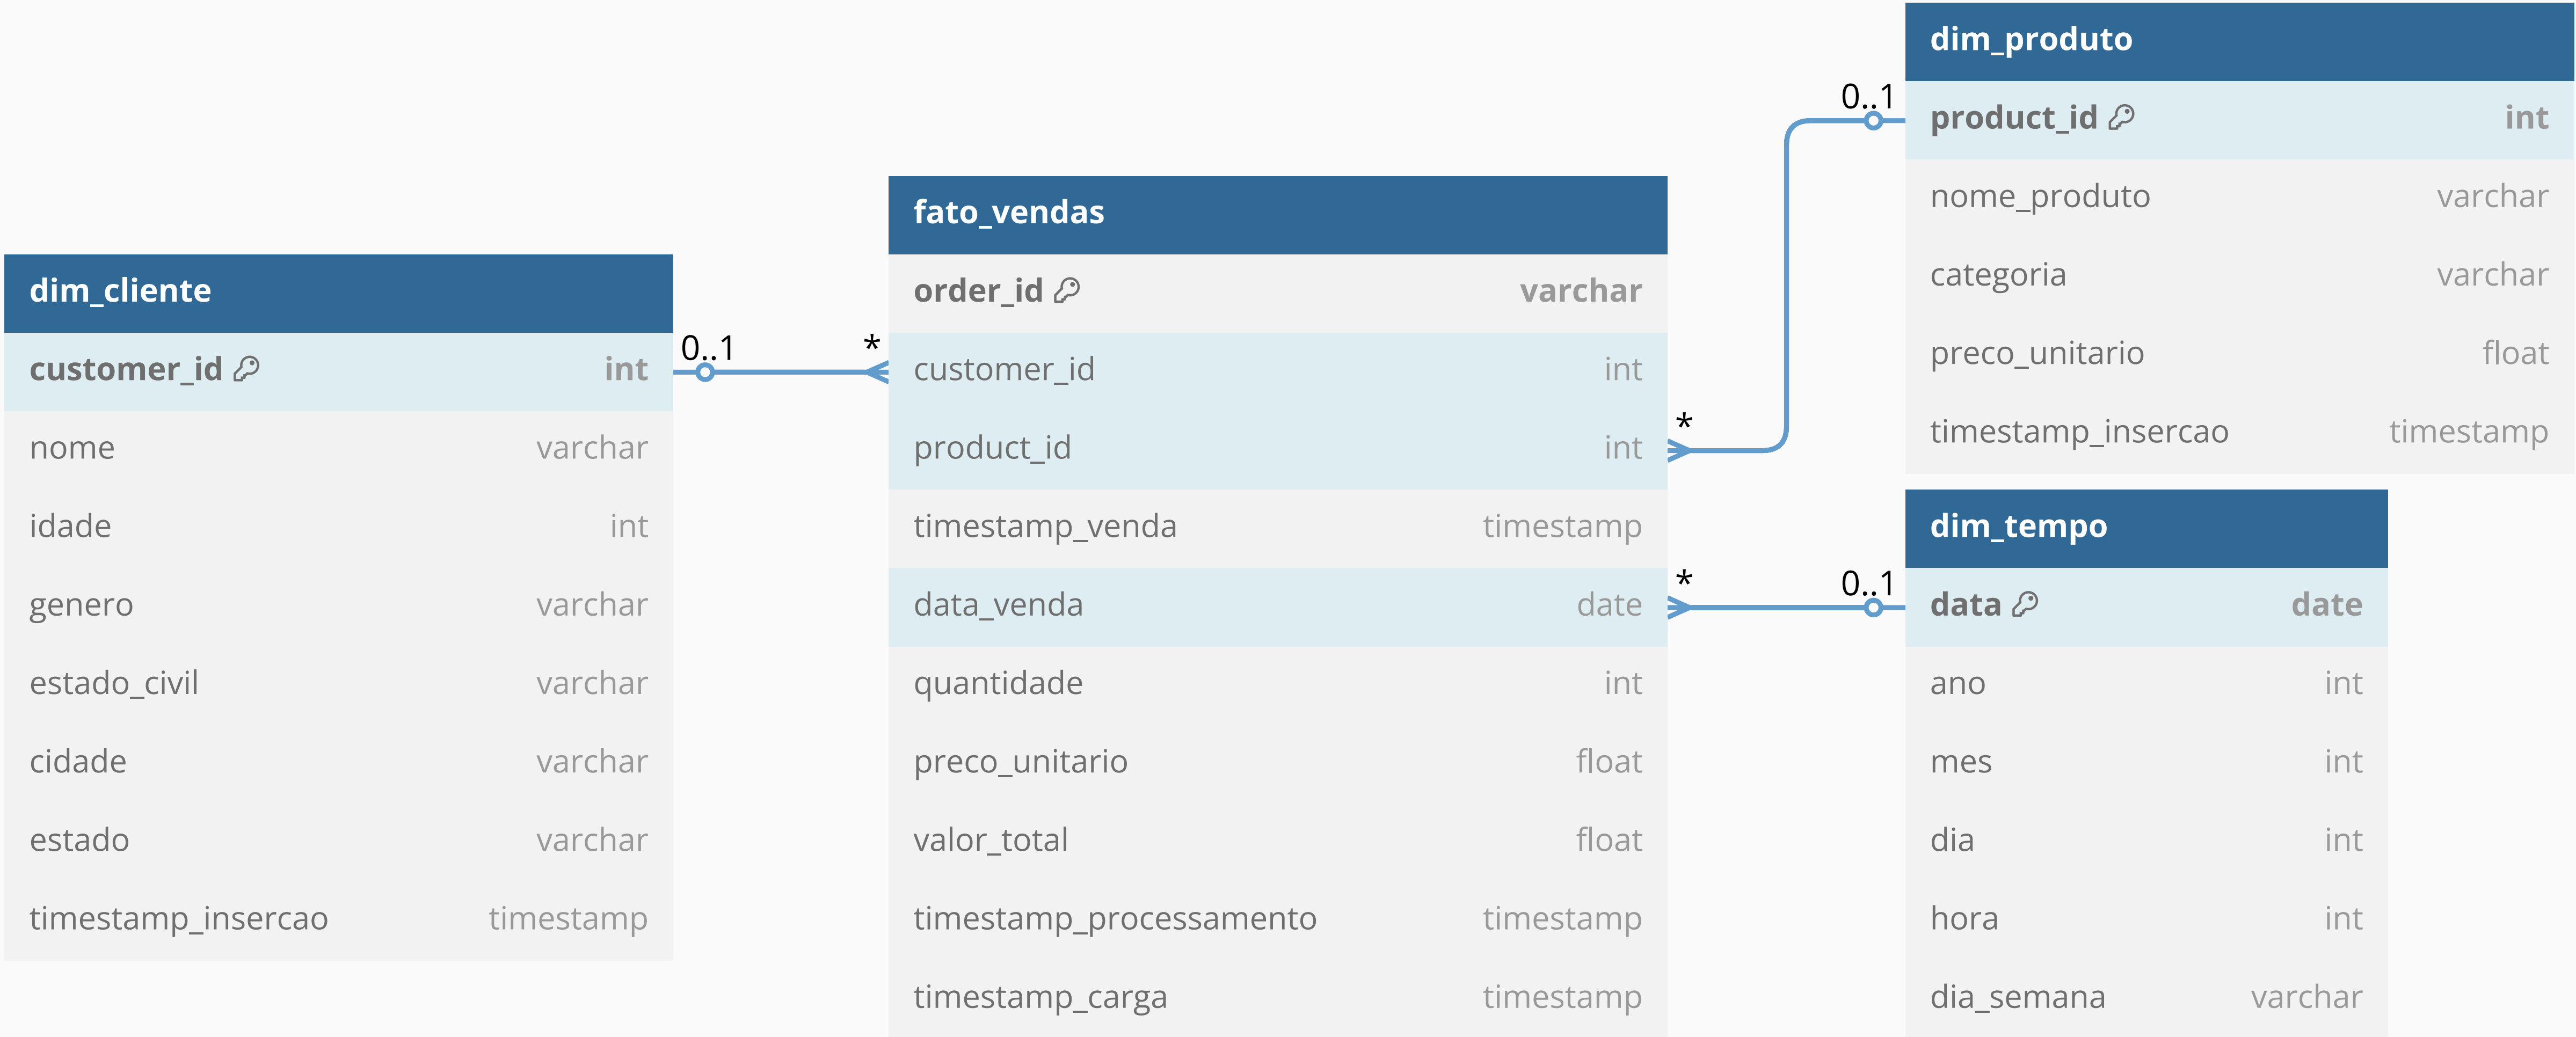 dim_cliente
customer_id int
nome varchar
idade int
genero varchar
estado_civil varchar
cidade varchar
estado varchar
timestamp_insercao timestamp
0..1 *
fato_vendas
order_id varchar
customer_id int
product_id int
timestamp_venda timestamp
data_venda date
quantidade int
preco_unitario float
valor_total float
timestamp_processamento timestamp
timestamp_carga timestamp
* 0..1
dim_produto
product_id int
nome_produto varchar
categoria varchar
preco_unitario float
timestamp_insercao timestamp
* 0..1
dim_tempo
data date
ano int
mes int
dia int
hora int
dia_semana varchar